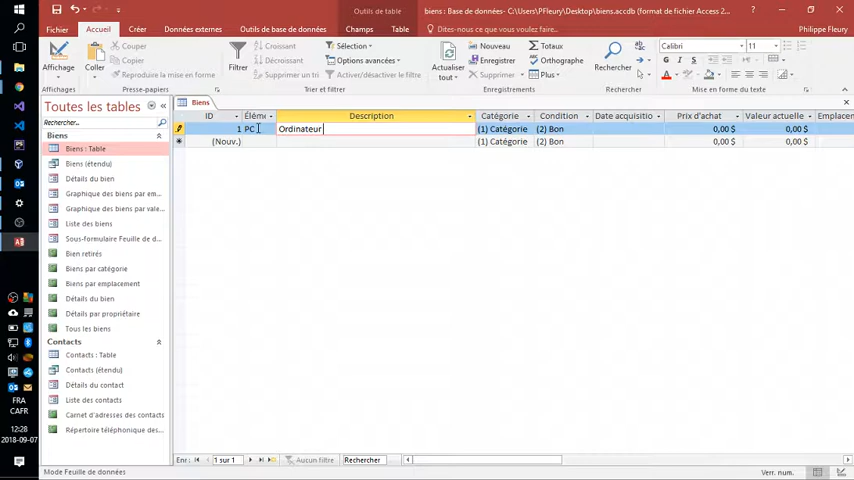 Outils de table
biens : Base de données- C:\Users\PFleury\Desktop\biens.accdb (format de fichier Access 2...
Philippe Fleury
Fichier
Accueil
Créer
Données externes
Outils de base de données
Champs
Table
Dites-nous ce que vous voulez faire.
Affichage
Affichages
Coller
Couper
Copier
Reproduire la mise en forme
Presse-papiers
Filtrer
Croissant
Décroissant
Supprimer un tri
Sélection
Options avancées
Activer/désactiver le filtre
Trier et filtrer
Actualiser tout
Nouveau
Enregistrer
Supprimer
Totaux
Orthographe
Plus
Enregistrements
Rechercher
Rechercher
Calibri
11
G I S
Mise en forme du texte
Toutes les tables
Rechercher...
Biens
Biens : Table
Biens (étendu)
Détails du bien
Graphique des biens par em...
Graphique des biens par vale...
Liste des biens
Sous-formulaire Feuille de d...
Bien retirés
Biens par catégorie
Biens par emplacement
Détails du bien
Détails par propriétaire
Tous les biens
Contacts
Contacts : Table
Contacts (étendu)
Détails du contact
Liste des contacts
Carnet d'adresses des contacts
Répertoire téléphonique des...
Biens
ID
Éléme
Description
Catégorie
Condition
Date acquisitio
Prix d'achat
Valeur actuelle
Emplacem
1 PC Ordinateur (1) Catégorie (2) Bon 0,00 $ 0,00 $
(Nouv.) (1) Catégorie (2) Bon 0,00 $ 0,00 $
1 sur 1
Aucun filtre
Rechercher
Mode Feuille de données
Verr. num.
FRA
CAFR
12:28
2018-09-07